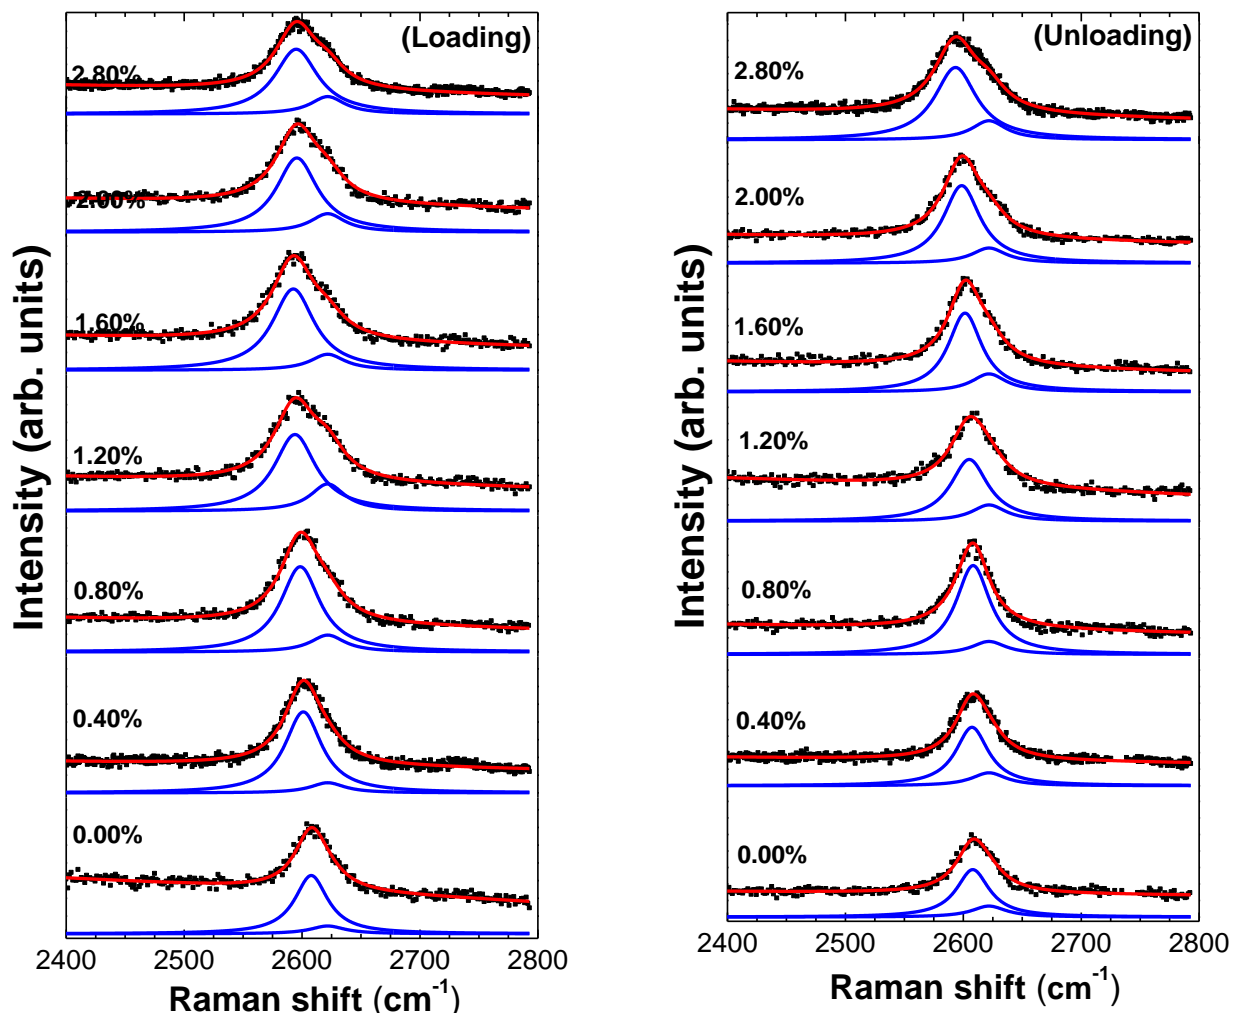 (Loading)
2.80%
2.00%
1.60%
1.20%
0.80%
0.40%
0.00%
2400 2500 2600 2700 2800
Raman shift (cm⁻¹)
Intensity (arb. units)
(Unloading)
2.80%
2.00%
1.60%
1.20%
0.80%
0.40%
0.00%
2400 2500 2600 2700 2800
Raman shift (cm⁻¹)
Intensity (arb. units)